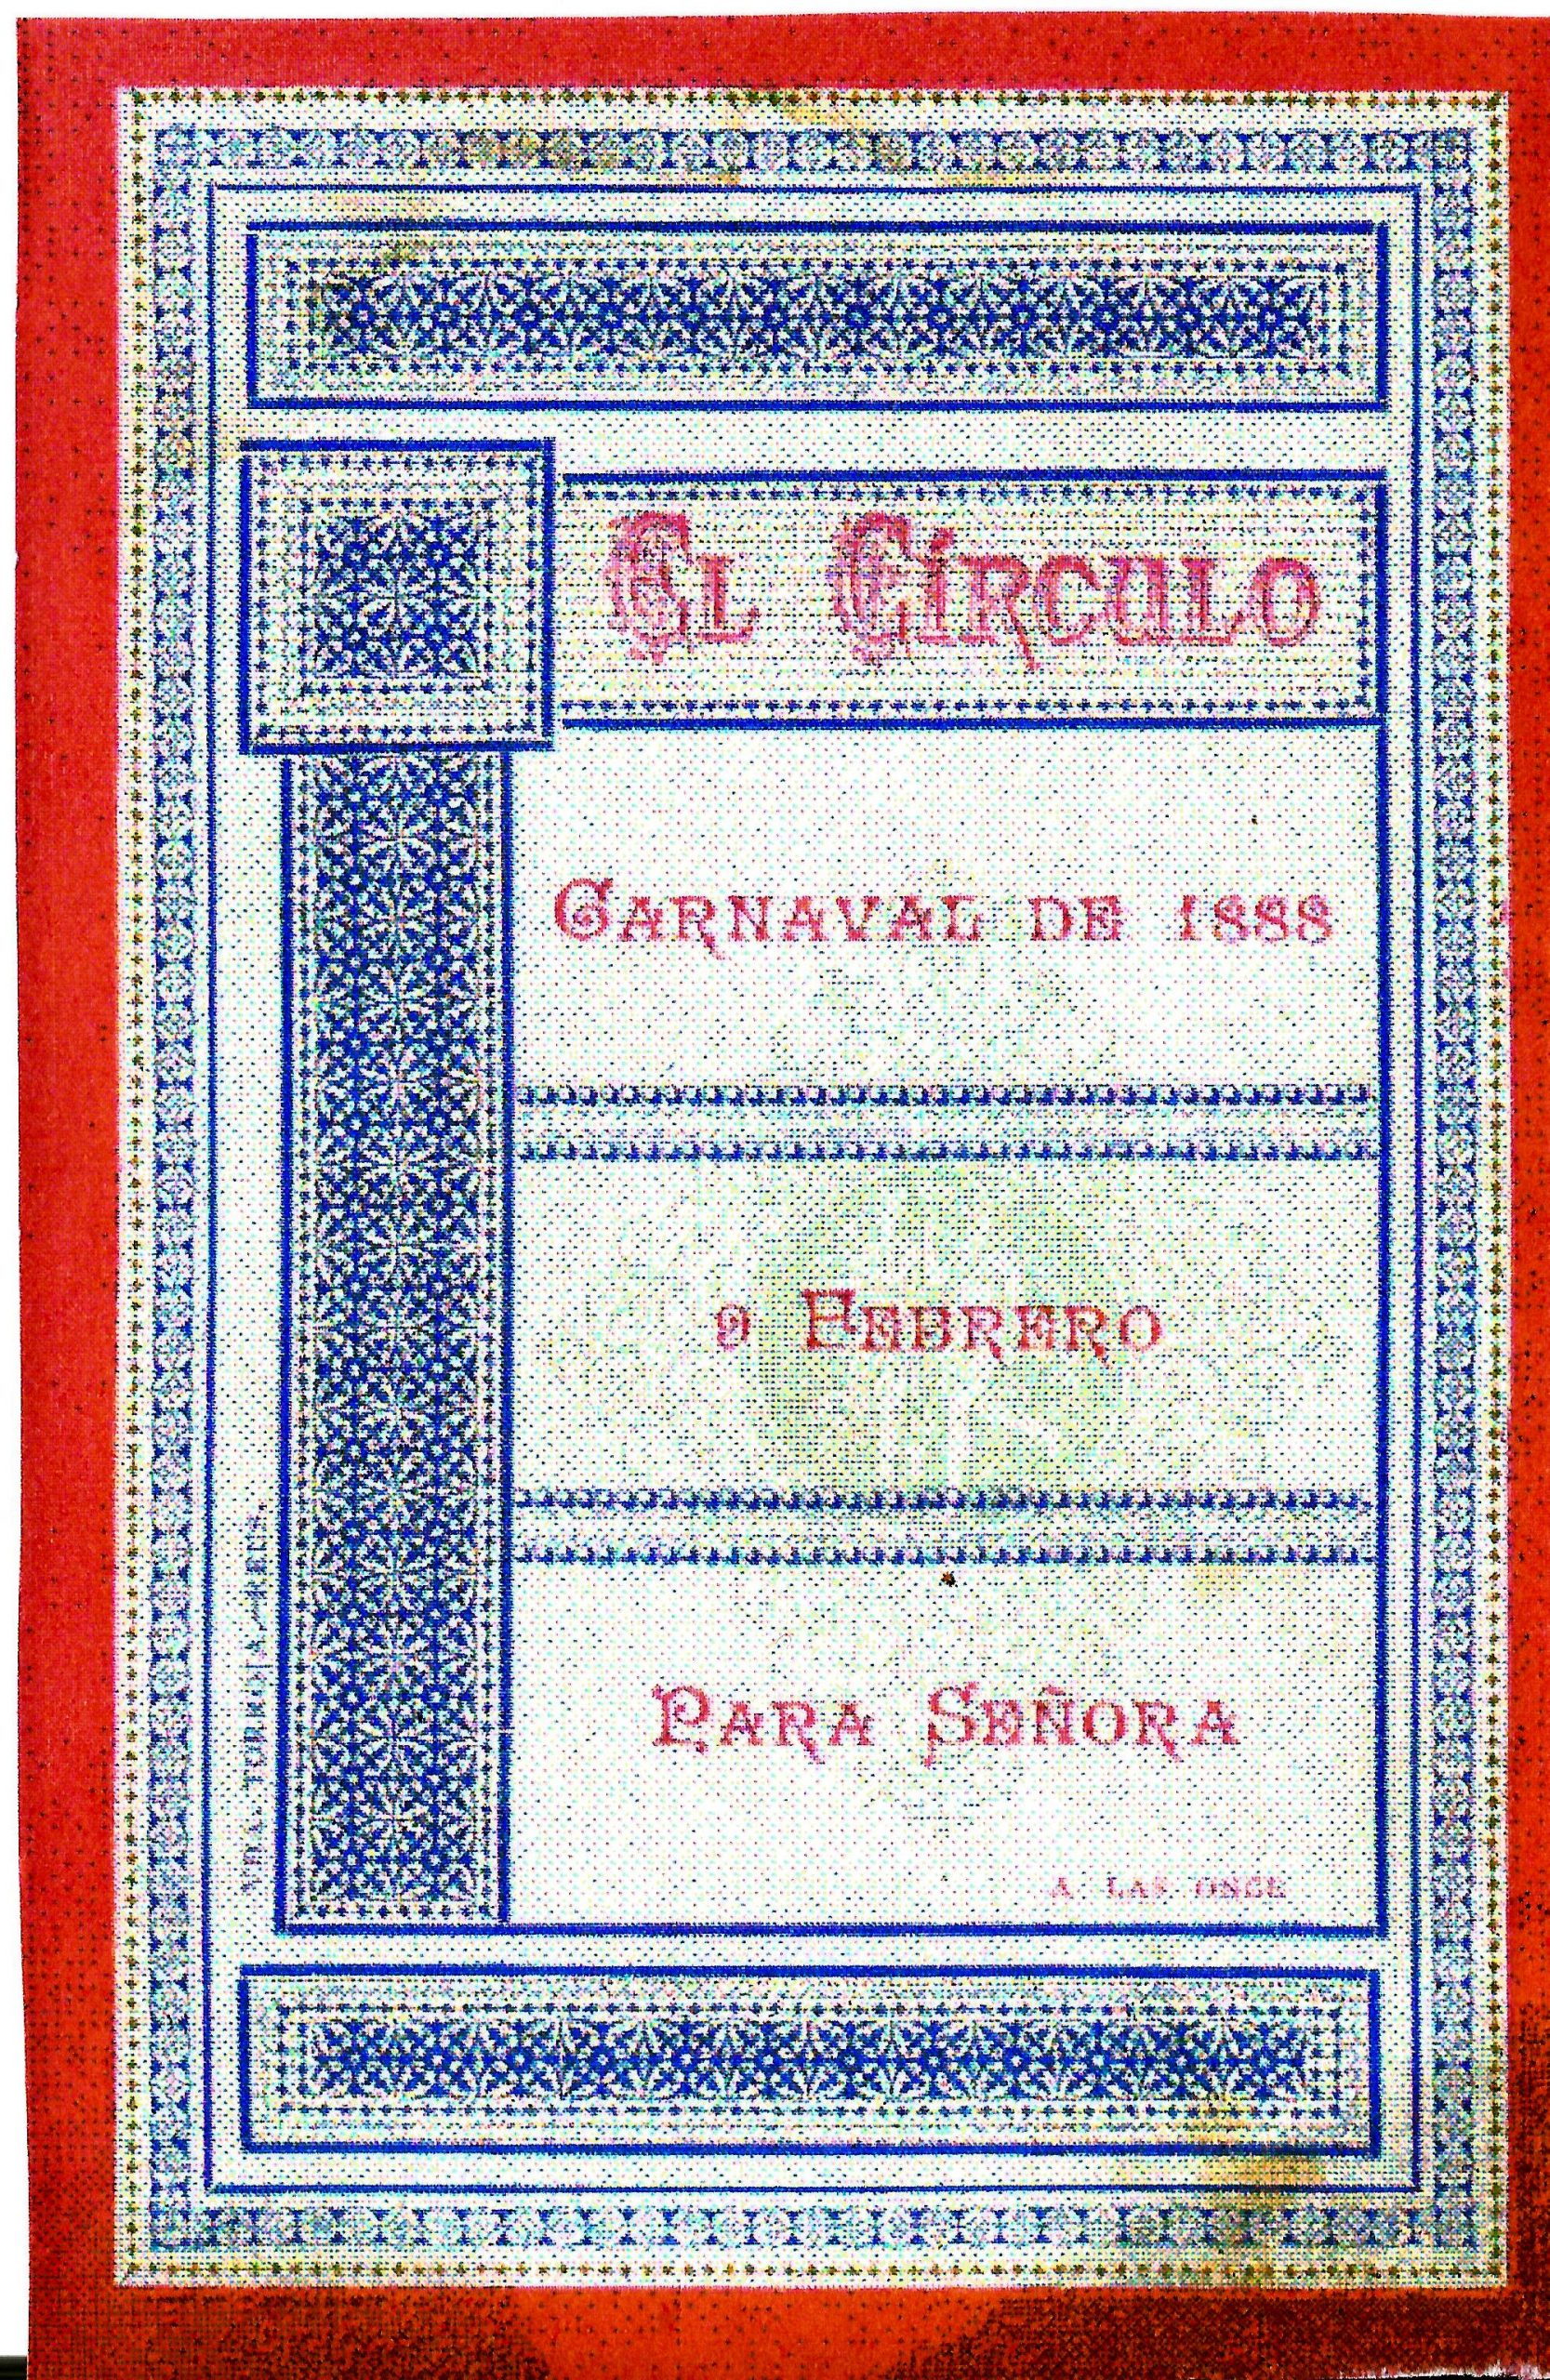 El Círculo
Carnaval de 1888
9 Febrero
Para Señora
A LAS ONCE